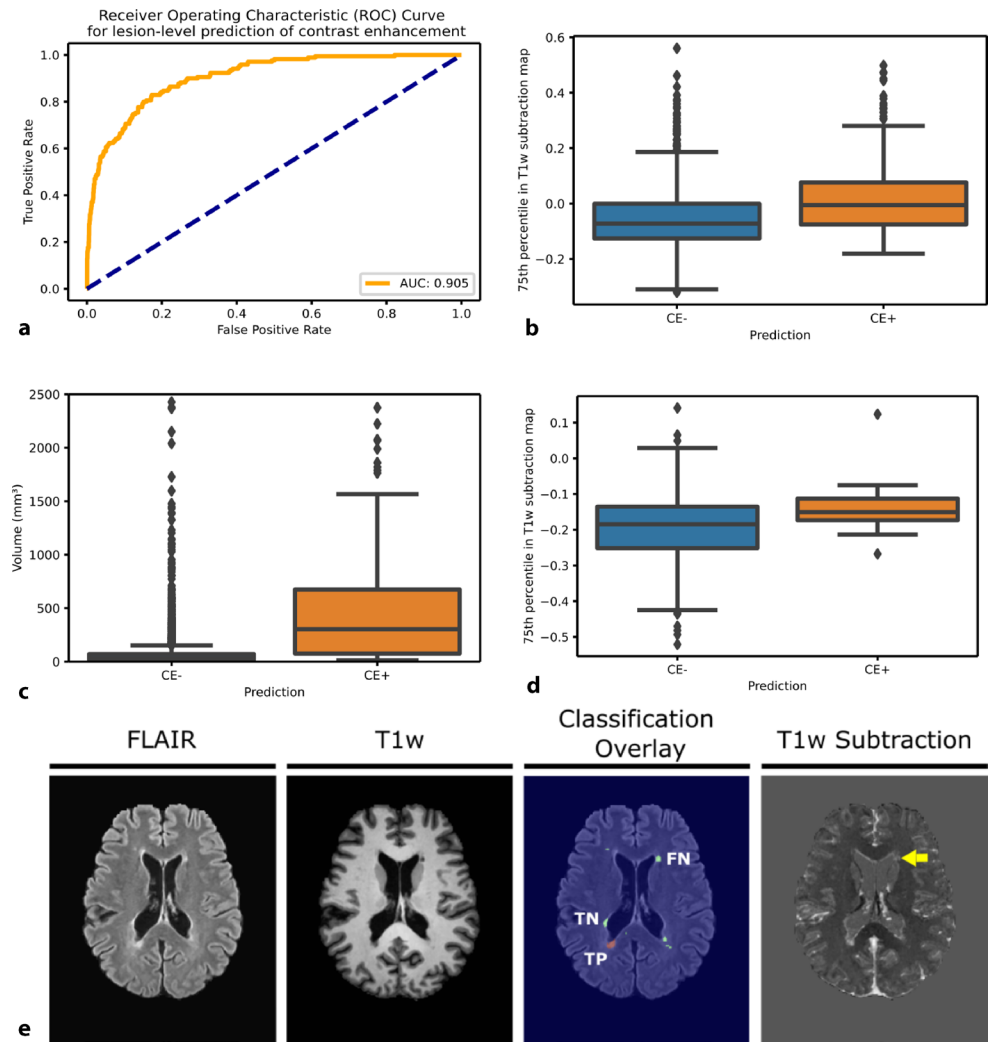 Receiver Operating Characteristic (ROC) Curve
for lesion-level prediction of contrast enhancement
True Positive Rate
1.0
0.8
0.6
0.4
0.2
0.0
AUC: 0.905
0.0 0.2 0.4 0.6 0.8 1.0
False Positive Rate
a
75th percentile in T1w subtraction map
0.6
0.4
0.2
0.0
−0.2
CE- CE+
Prediction
b
Volume (mm³)
2500
2000
1500
1000
500
0
CE- CE+
Prediction
c
75th percentile in T1w subtraction map
0.1
0.0
−0.1
−0.2
−0.3
−0.4
−0.5
CE- CE+
Prediction
d
FLAIR
T1w
Classification
Overlay
T1w Subtraction
FN
TN
TP
e